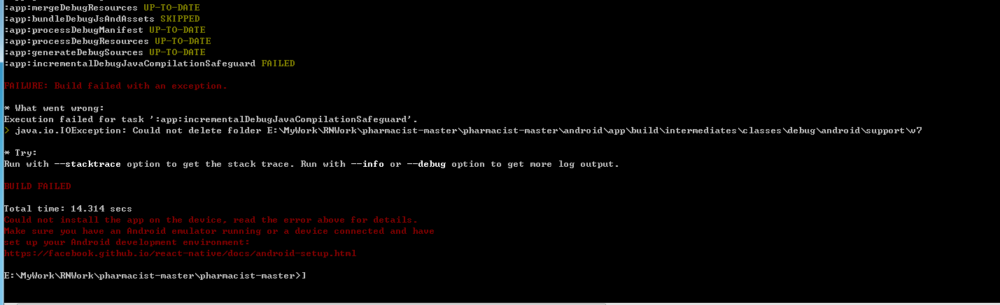 :app:mergeDebugResources UP-TO-DATE
:app:bundleDebugJsAndAssets SKIPPED
:app:processDebugManifest UP-TO-DATE
:app:processDebugResources UP-TO-DATE
:app:generateDebugSources UP-TO-DATE
:app:incrementalDebugJavaCompilationSafeguard FAILED
FAILURE: Build failed with an exception.
* What went wrong:
Execution failed for task ':app:incrementalDebugJavaCompilationSafeguard'.
> java.io.IOException: Could not delete folder E:\MyWork\RNWork\pharmacist-master\pharmacist-master\android\app\build\intermediates\classes\debug\android\support\v7
* Try:
Run with --stacktrace option to get the stack trace. Run with --info or --debug option to get more log output.
BUILD FAILED
Total time: 14.314 secs
Could not install the app on the device, read the error above for details.
Make sure you have an Android emulator running or a device connected and have
set up your Android development environment:
https://facebook.github.io/react-native/docs/android-setup.html
E:\MyWork\RNWork\pharmacist-master\pharmacist-master>]